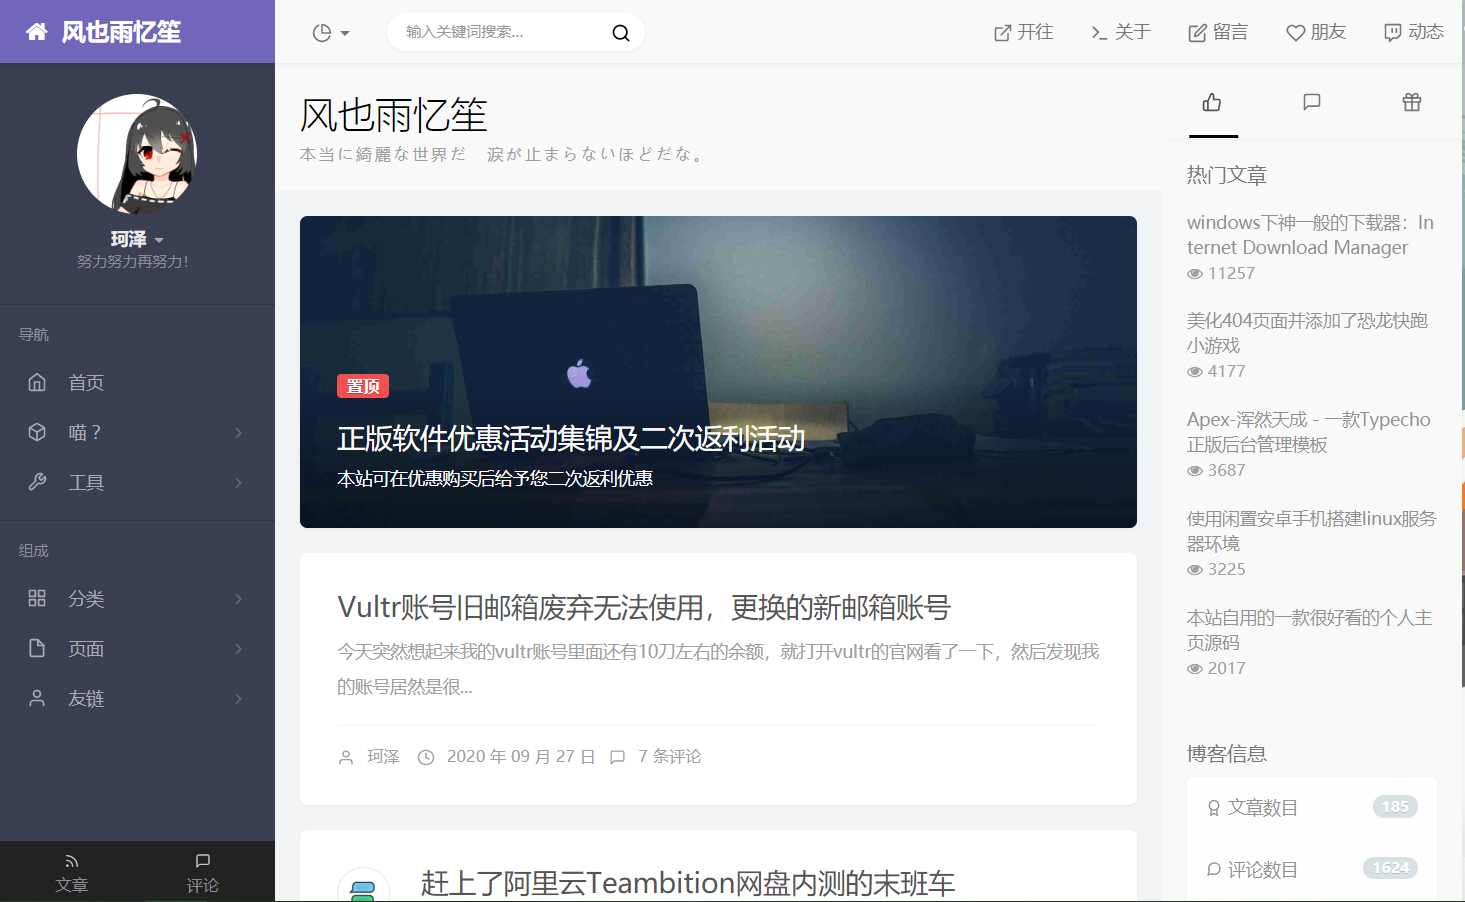 风也雨忆笙
输入关键词搜索...
开往
关于
留言
朋友
动态
珂泽
努力努力再努力!
导航
首页
喵？
工具
组成
分类
页面
友链
文章
评论
风也雨忆笙
本当に綺麗な世界だ　涙が止まらないほどだな。
置顶
正版软件优惠活动集锦及二次返利活动
本站可在优惠购买后给予您二次返利优惠
Vultr账号旧邮箱废弃无法使用，更换的新邮箱账号
今天突然想起来我的vultr账号里面还有10刀左右的余额，就打开vultr的官网看了一下，然后发现我
的账号居然是很...
珂泽 2020 年 09 月 27 日 7 条评论
赶上了阿里云Teambition网盘内测的末班车
热门文章
windows下神一般的下载器：In
ternet Download Manager
11257
美化404页面并添加了恐龙快跑
小游戏
4177
Apex-浑然天成 - 一款Typecho
正版后台管理模板
3687
使用闲置安卓手机搭建linux服务
器环境
3225
本站自用的一款很好看的个人主
页源码
2017
博客信息
文章数目 185
评论数目 1624